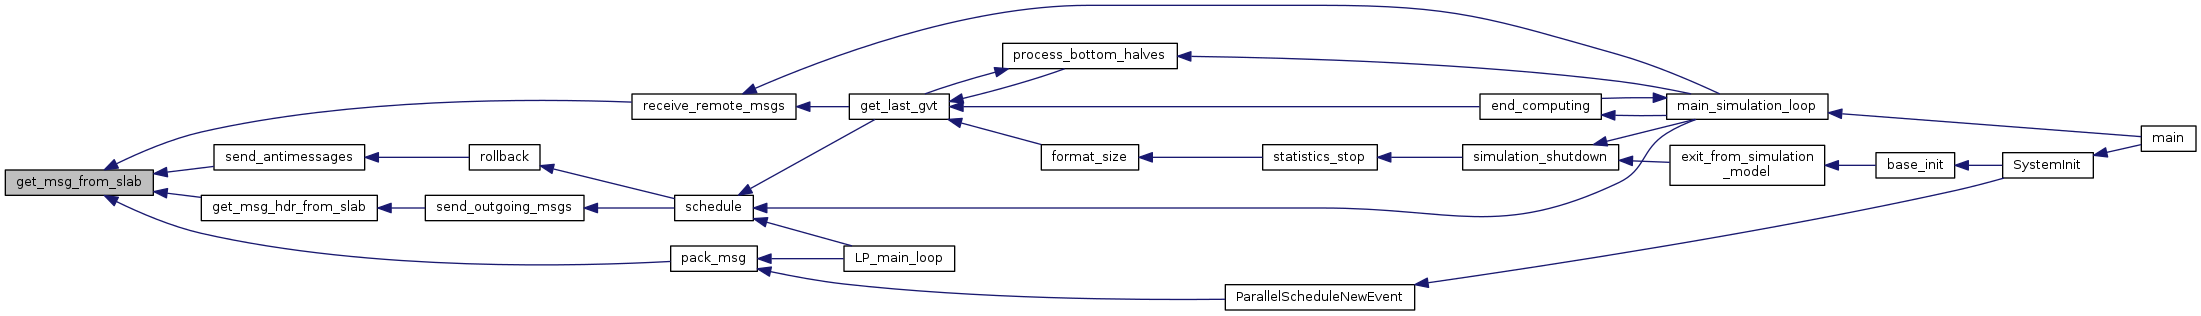 process_bottom_halves
receive_remote_msgs
get_last_gvt
end_computing
main_simulation_loop
main
send_antimessages
rollback
format_size
statistics_stop
simulation_shutdown
exit_from_simulation
_model
base_init
SystemInit
get_msg_from_slab
get_msg_hdr_from_slab
send_outgoing_msgs
schedule
pack_msg
LP_main_loop
ParallelScheduleNewEvent